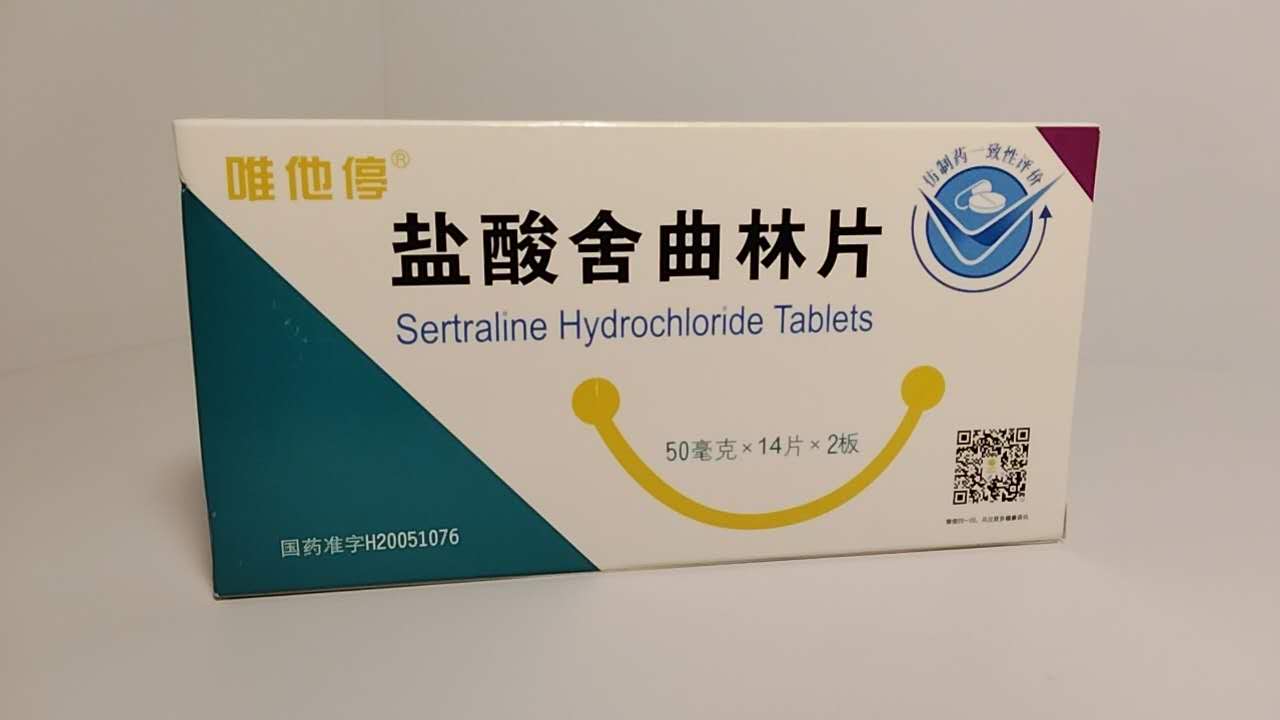 唯他停®
仿制药一致性评价
盐酸舍曲林片
Sertraline Hydrochloride Tablets
50毫克×14片×2板
国药准字H20051076